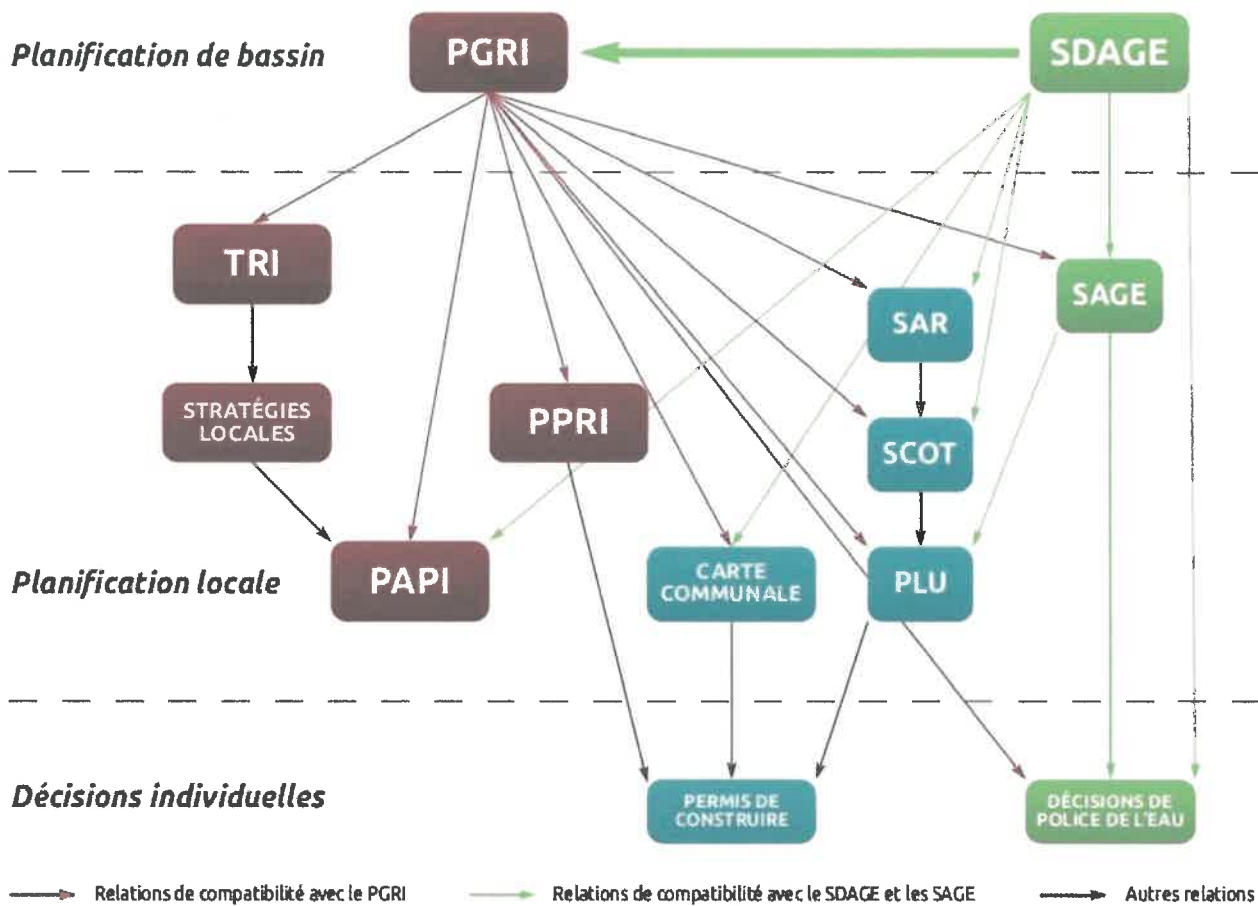 Planification de bassin
PGRI
SDAGE
TRI
SAGE
SAR
STRATÉGIES
LOCALES
PPRI
SCOT
Planification locale
PAPI
CARTE
COMMUNALE
PLU
Décisions individuelles
PERMIS DE
CONSTRUIRE
DÉCISIONS DE
POLICE DE L'EAU
Relations de compatibilité avec le PGRI
Relations de compatibilité avec le SDAGE et les SAGE
Autres relations